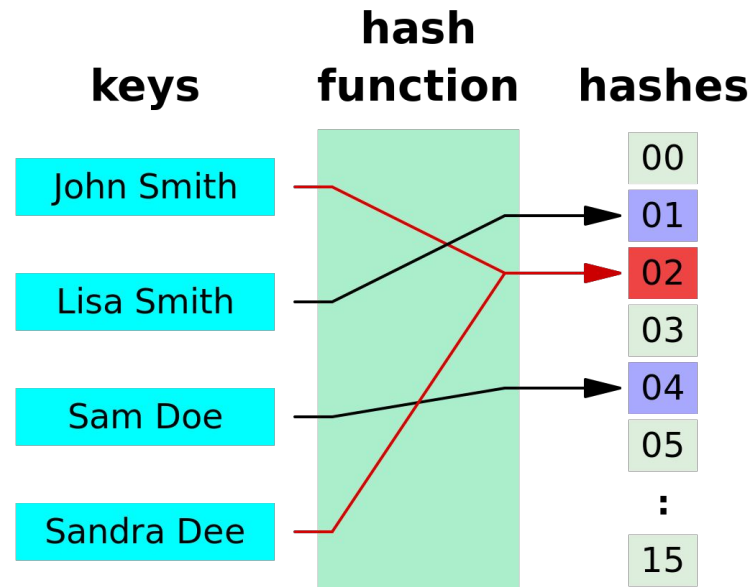 keys
hash
function
hashes
John Smith
Lisa Smith
Sam Doe
Sandra Dee
00
01
02
03
04
05
:
15